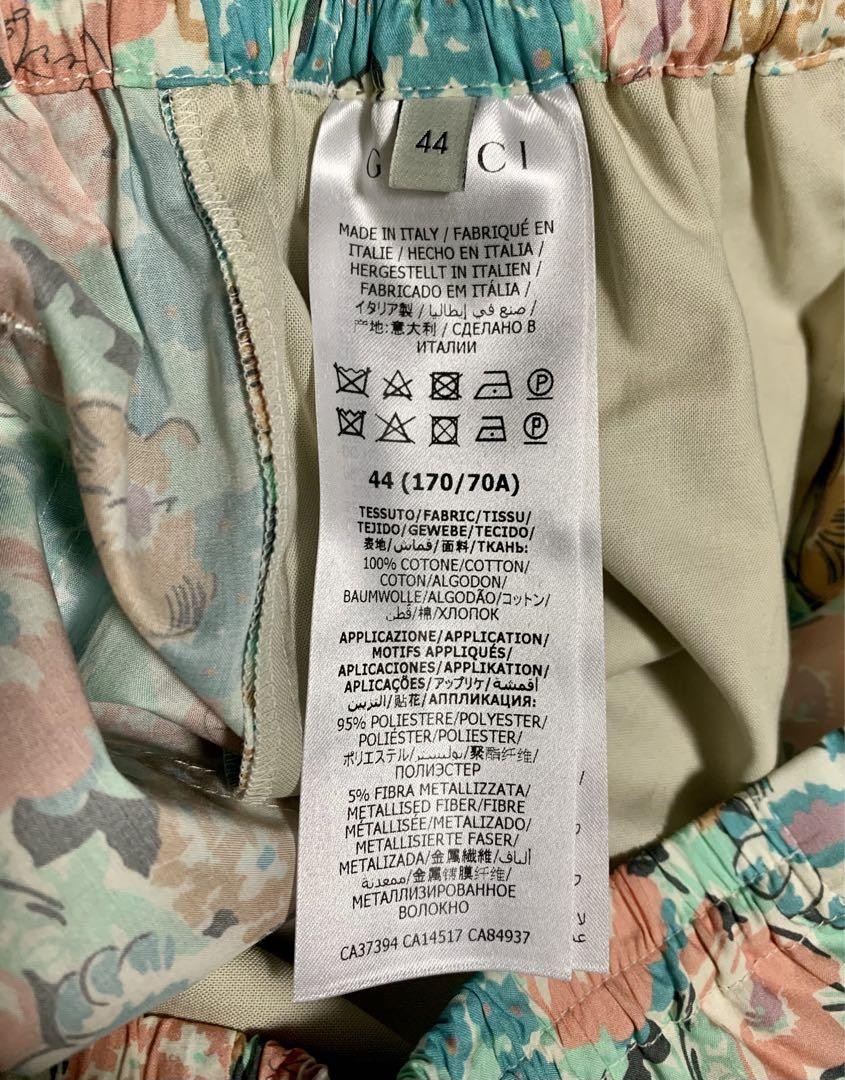 44
G CI
MADE IN ITALY / FABRIQUÉ EN
ITALIE / HECHO EN ITALIA /
HERGESTELLT IN ITALIEN /
FABRICADO EM ITÁLIA /
イタリア製 / صنع في إيطاليا /
产地:意大利 / СДЕЛАНО В
ИТАЛИИ
P
P
44 (170/70A)
TESSUTO/FABRIC/TISSU/
TEJIDO/GEWEBE/TECIDO/
表地/قماش/面料/ТКАНЬ:
100% COTONE/COTTON/
COTON/ALGODON/
BAUMWOLLE/ALGODÃO/コットン/
قُطن/棉/ХЛОПОК
APPLICAZIONE/APPLICATION/
MOTIFS APPLIQUÉS/
APLICACIONES/APPLIKATION/
APLICAÇÕES/アップリケ/أقمشة
التزيين/贴花/АППЛИКАЦИЯ:
95% POLIESTERE/POLYESTER/
POLIÉSTER/POLIESTER/
ポリエステル/بوليستر/聚酯纤维/
ПОЛИЭСТЕР
5% FIBRA METALLIZZATA/
METALLISED FIBER/FIBRE
MÉTALLISÉE/METALIZADO/
METALLISIERTE FASER/
METALIZADA/金属繊維/ألياف
معدنية/金属镀膜纤维/
МЕТАЛЛИЗИРОВАННОЕ
ВОЛОКНО
CA37394 CA14517 CA84937